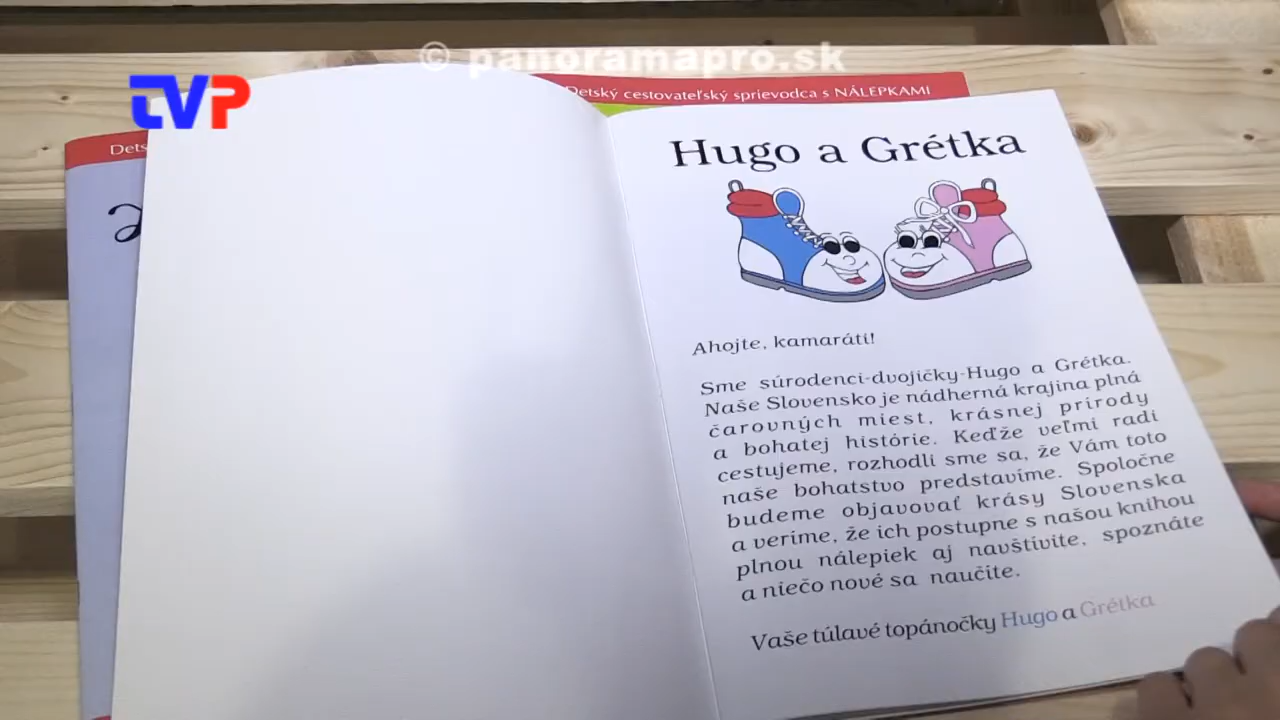 © panoramapro.sk
TVP
Detský cestovateľský sprievodca s NÁLEPKAMI
Dets
Hugo a Grétka
Ahojte, kamaráti!
Sme súrodenci-dvojičky-Hugo a Grétka.
Naše Slovensko je nádherná krajina plná
čarovných miest, krásnej prírody
a bohatej histórie. Keďže veľmi radi
cestujeme, rozhodli sme sa, že Vám toto
naše bohatstvo predstavíme. Spoločne
budeme objavovať krásy Slovenska
a veríme, že ich postupne s našou knihou
plnou nálepiek aj navštívite, spoznáte
a niečo nové sa naučíte.
Vaše túlavé topánočky Hugo a Grétka